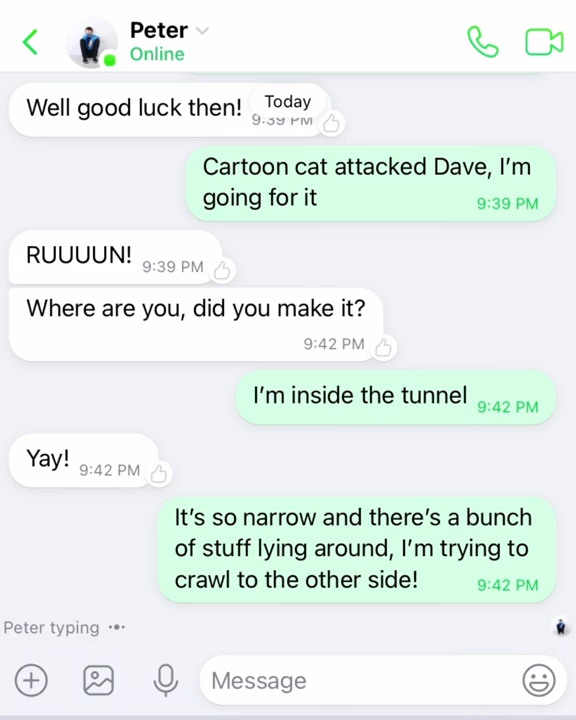 Peter
Online
Today
Well good luck then! 9:39 PM
Cartoon cat attacked Dave, I’m
going for it 9:39 PM
RUUUUN! 9:39 PM
Where are you, did you make it?
9:42 PM
I’m inside the tunnel 9:42 PM
Yay! 9:42 PM
It’s so narrow and there’s a bunch
of stuff lying around, I’m trying to
crawl to the other side! 9:42 PM
Peter typing
Message